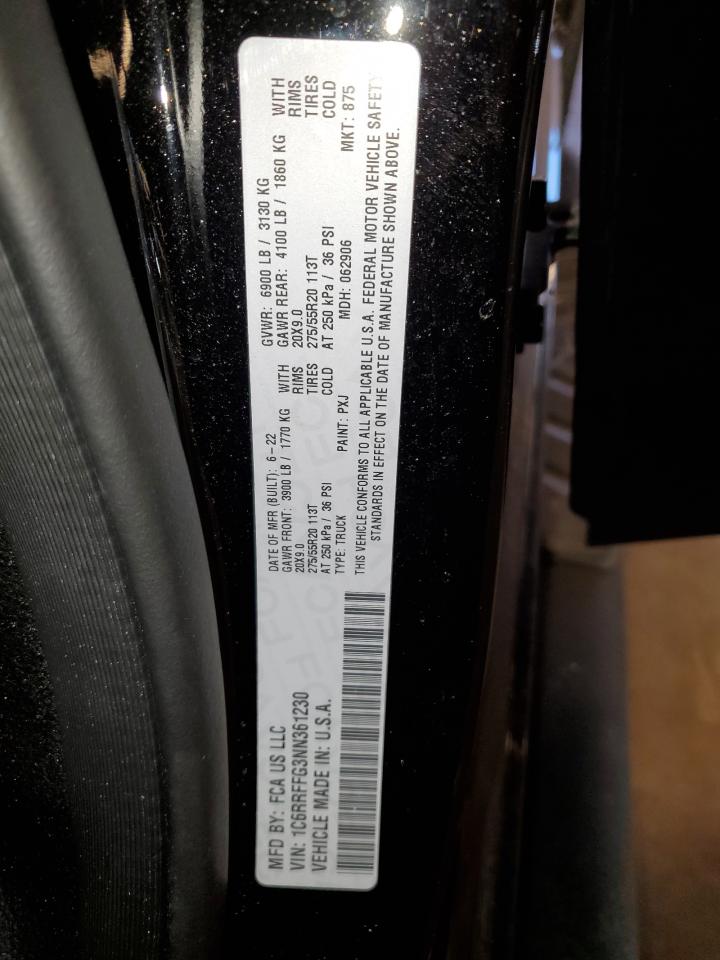 MFD BY: FCA US LLC
VIN: 1C6RRFFG3NN361230
VEHICLE MADE IN: U.S.A.
DATE OF MFR (BUILT): 6-22
GVWR: 6900 LB / 3130 KG
GAWR FRONT: 3900 LB / 1770 KG WITH
20X9.0 RIMS
275/55R20 113T TIRES
AT 250 kPa / 36 PSI COLD
GAWR REAR: 4100 LB / 1860 KG WITH
20X9.0 RIMS
275/55R20 113T TIRES
AT 250 kPa / 36 PSI COLD
TYPE: TRUCK PAINT: PXJ MDH: 062906 MKT: 875
THIS VEHICLE CONFORMS TO ALL APPLICABLE U.S.A. FEDERAL MOTOR VEHICLE SAFETY
STANDARDS IN EFFECT ON THE DATE OF MANUFACTURE SHOWN ABOVE.